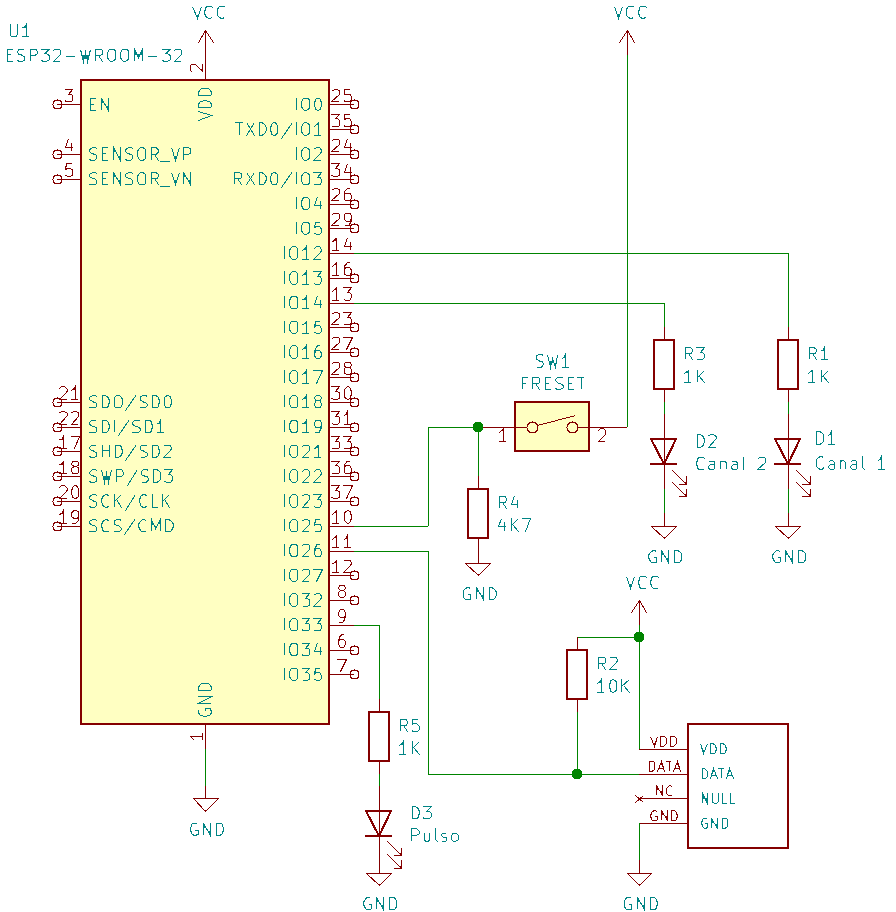 VCC
VCC
U1
ESP32-WROOM-32
2
VDD
3 EN
IO0 25
TXD0/IO1 35
4 SENSOR_VP
IO2 24
5 SENSOR_VN
RXD0/IO3 34
IO4 26
IO5 29
IO12 14
IO13 16
IO14 13
IO15 23
IO16 27
IO17 28
21 SDO/SD0
IO18 30
22 SDI/SD1
IO19 31
17 SHD/SD2
IO21 33
18 SWP/SD3
IO22 36
20 SCK/CLK
IO23 37
19 SCS/CMD
IO25 10
IO26 11
IO27 12
IO32 8
IO33 9
IO34 6
IO35 7
GND
1
GND
SW1
FRESET
1
2
R3
1K
R1
1K
D2
Canal 2
D1
Canal 1
R4
4K7
GND
GND
GND
VCC
R2
10K
R5
1K
D3
Pulso
GND
VDD VDD
DATA DATA
NC NULL
GND GND
GND